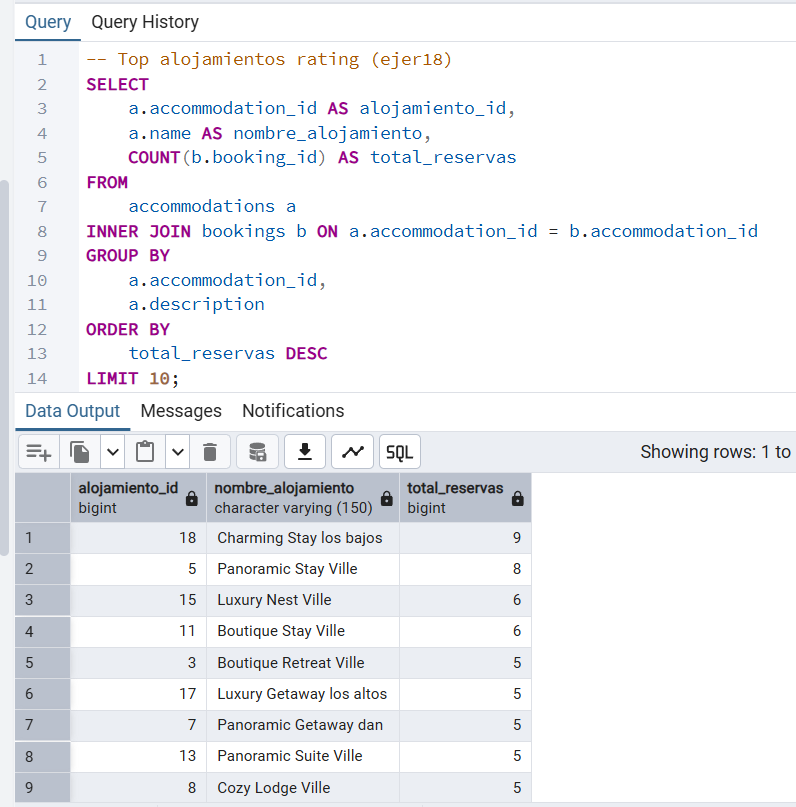 Query Query History
1 -- Top alojamientos rating (ejer18)
2 SELECT
3 a.accommodation_id AS alojamiento_id,
4 a.name AS nombre_alojamiento,
5 COUNT(b.booking_id) AS total_reservas
6 FROM
7 accommodations a
8 INNER JOIN bookings b ON a.accommodation_id = b.accommodation_id
9 GROUP BY
10 a.accommodation_id,
11 a.description
12 ORDER BY
13 total_reservas DESC
14 LIMIT 10;
Data Output Messages Notifications
SQL Showing rows: 1 to
alojamiento_id nombre_alojamiento total_reservas
bigint character varying (150) bigint
1 18 Charming Stay los bajos 9
2 5 Panoramic Stay Ville 8
3 15 Luxury Nest Ville 6
4 11 Boutique Stay Ville 6
5 3 Boutique Retreat Ville 5
6 17 Luxury Getaway los altos 5
7 7 Panoramic Getaway dan 5
8 13 Panoramic Suite Ville 5
9 8 Cozy Lodge Ville 5